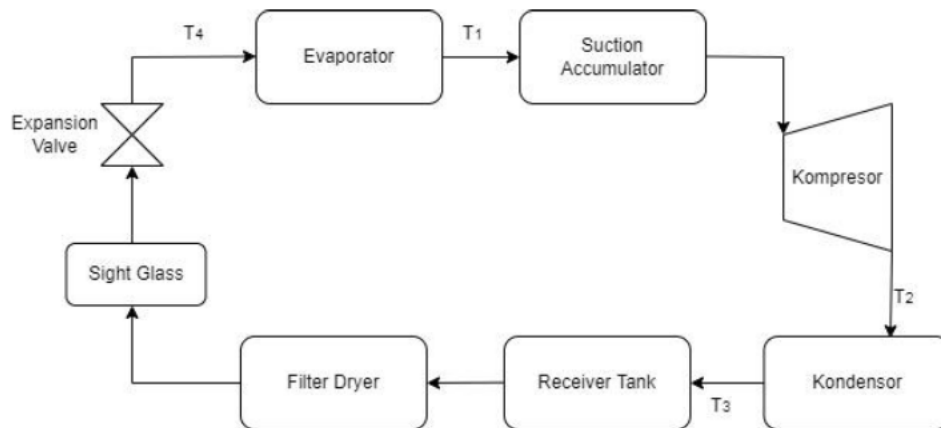 T4
Evaporator
T1
Suction
Accumulator
Expansion
Valve
Kompresor
Sight Glass
T2
Filter Dryer
Receiver Tank
T3
Kondensor